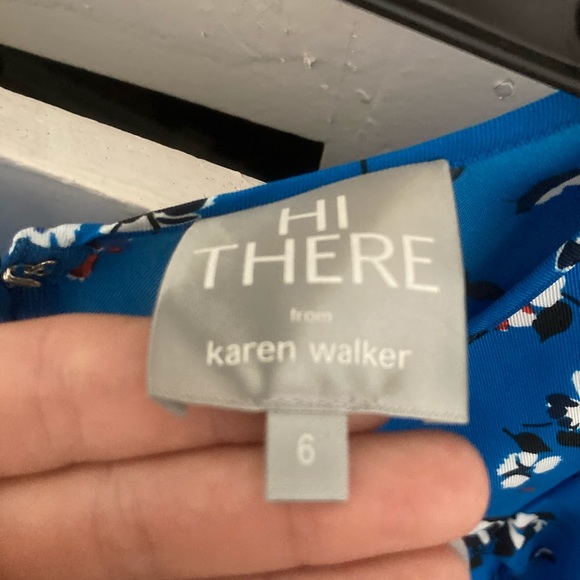 HI
THERE
from
karen walker
6